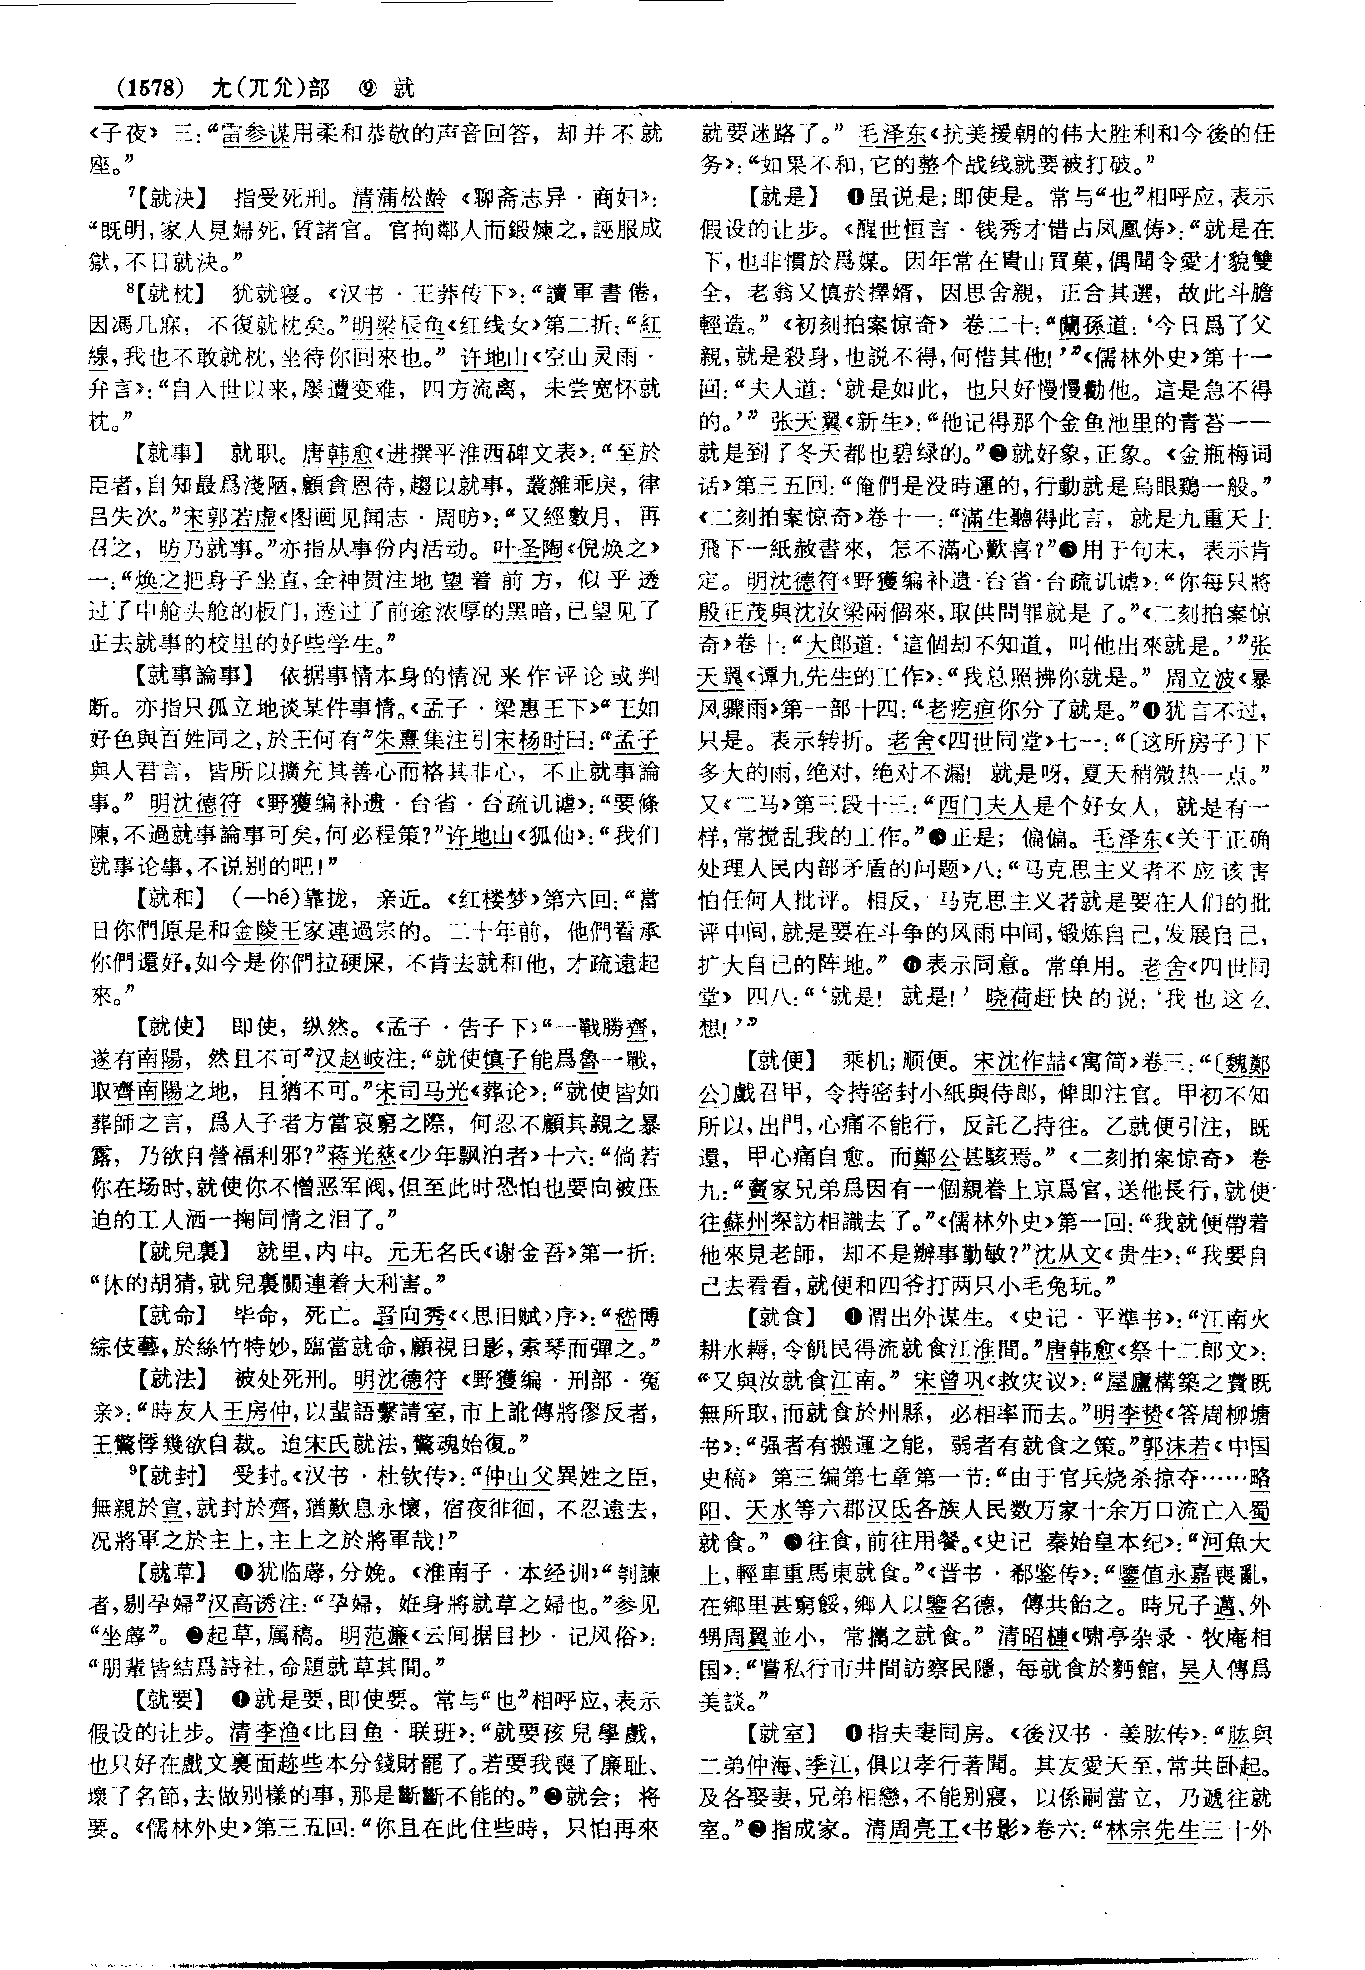 (1578) 尢(兀尣)部 ⑨ 就
《子夜》三：“雷参谋用柔和恭敬的声音回答，却并不就
座。”
⁷【就决】 指受死刑。清蒲松龄《聊斋志异·商妇》：
“既明，家人見婦死，質諸官。官拘鄰人而鍛煉之，誣服成
獄，不日就決。”
⁸【就枕】 犹就寝。《汉书·王莽传下》：“讀軍書倦，
因馮几寐，不復就枕矣。”明梁辰鱼《红线女》第二折：“紅
線，我也不敢就枕，坐待你回來也。”许地山《空山灵雨·
弁言》：“自入世以来，屡遭变难，四方流离，未尝宽怀就
枕。”
【就事】 就职。唐韩愈《进撰平淮西碑文表》：“至於
臣者，自知最爲淺陋，顧貪恩待，趨以就事，叢雜乖戾，律
吕失次。”宋郭若虚《图画见闻志·周昉》：“又經數月，再
召之，昉乃就事。”亦指从事份内活动。叶圣陶《倪焕之》
一：“焕之把身子坐直，全神贯注地望着前方，似乎透
过了中舱头舱的板门，透过了前途浓厚的黑暗，已望见了
正去就事的校里的好些学生。”
【就事論事】 依据事情本身的情况来作评论或判
断。亦指只孤立地谈某件事情。《孟子·梁惠王下》“王如
好色與百姓同之，於王何有”朱熹集注引宋杨时曰：“孟子
與人君言，皆所以擴充其善心而格其非心，不止就事論
事。”明沈德符《野獲编补遗·台省·台疏讥谑》：“要條
陳，不過就事論事可矣，何必程策？”许地山《狐仙》：“我们
就事论事，不说别的吧！”
【就和】 (—hé)靠拢，亲近。《红楼梦》第六回：“當
日你們原是和金陵王家連過宗的。二十年前，他們看承
你們還好，如今是你們拉硬屎，不肯去就和他，才疏遠起
來。”
【就使】 即使，纵然。《孟子·告子下》“一戰勝齊，
遂有南陽，然且不可”汉赵岐注：“就使慎子能爲魯一戰，
取齊南陽之地，且猶不可。”宋司马光《葬论》：“就使皆如
葬師之言，爲人子者方當哀窮之際，何忍不顧其親之暴
露，乃欲自營福利邪？”蒋光慈《少年飘泊者》十六：“倘若
你在场时，就使你不憎恶军阀，但至此时恐怕也要向被压
迫的工人洒一掬同情之泪了。”
【就兒裏】 就里，内中。元无名氏《谢金吾》第一折：
“休的胡猜，就兒裏關連着大利害。”
【就命】 毕命，死亡。晋向秀《〈思旧赋〉序》：“嵇博
綜伎藝，於絲竹特妙，臨當就命，顧視日影，索琴而彈之。”
【就法】 被处死刑。明沈德符《野獲编·刑部·冤
亲》：“時友人王房仲，以蜚語繫請室，市上訛傳將僇反者，
王驚悸幾欲自裁。迨宋氏就法，驚魂始復。”
⁹【就封】 受封。《汉书·杜钦传》：“仲山父異姓之臣，
無親於宣，就封於齊，猶歎息永懷，宿夜徘徊，不忍遠去，
况將軍之於主上，主上之於將軍哉！”
【就草】 ❶犹临蓐，分娩。《淮南子·本经训》“刳諫
者，剔孕婦”汉高诱注：“孕婦，姙身將就草之婦也。”参见
“坐蓐”。❷起草，属稿。明范濂《云间据目抄·记风俗》：
“朋輩皆結爲詩社，命題就草其間。”
【就要】 ❶就是要，即使要。常与“也”相呼应，表示
假设的让步。清李渔《比目鱼·联班》：“就要孩兒學戲，
也只好在戲文裏面趁些本分錢財罷了。若要我喪了廉耻、
壞了名節，去做别樣的事，那是斷斷不能的。”❷就会；将
要。《儒林外史》第三五回：“你且在此住些時，只怕再來
就要迷路了。”毛泽东《抗美援朝的伟大胜利和今後的任
务》：“如果不和，它的整个战线就要被打破。”
【就是】 ❶虽说是；即使是。常与“也”相呼应，表示
假设的让步。《醒世恒言·钱秀才错占凤凰俦》：“就是在
下，也非慣於爲媒。因年常在貴山買菓，偶聞令愛才貌雙
全，老翁又慎於擇婿，因思舍親，正合其選，故此斗膽
輕造。”《初刻拍案惊奇》卷二十：“蘭孫道：‘今日爲了父
親，就是殺身，也説不得，何惜其他！’”《儒林外史》第十一
回：“夫人道：‘就是如此，也只好慢慢勸他。這是急不得
的。’”张天翼《新生》：“他记得那个金鱼池里的青苔——
就是到了冬天都也碧绿的。”❷就好象，正象。《金瓶梅词
话》第三五回：“俺們是没時運的，行動就是烏眼鷄一般。”
《二刻拍案惊奇》卷十一：“滿生聽得此言，就是九重天上
飛下一紙赦書來，怎不滿心歡喜？”❸用于句末，表示肯
定。明沈德符《野獲编补遗·台省·台疏讥谑》：“你每只將
殷正茂與沈汝梁兩個來，取供問罪就是了。”《二刻拍案惊
奇》卷十：“大郎道：‘這個却不知道，叫他出來就是。’”张
天翼《谭九先生的工作》：“我总照拂你就是。”周立波《暴
风骤雨》第一部十四：“老疙疸你分了就是。”❹犹言不过，
只是。表示转折。老舍《四世同堂》七一：“〔这所房子〕下
多大的雨，绝对，绝对不漏！就是呀，夏天稍微热一点。”
又《二马》第三段十三：“西门夫人是个好女人，就是有一
样，常搅乱我的工作。”❺正是；偏偏。毛泽东《关于正确
处理人民内部矛盾的问题》八：“马克思主义者不应该害
怕任何人批评。相反，马克思主义者就是要在人们的批
评中间，就是要在斗争的风雨中间，锻炼自己，发展自己，
扩大自己的阵地。”❻表示同意。常单用。老舍《四世同
堂》四八：“‘就是！就是！’晓荷赶快的说：‘我也这么
想！’”
【就便】 乘机；顺便。宋沈作喆《寓简》卷三：“〔魏鄭
公〕戲召甲，令持密封小紙與侍郎，俾即注官。甲初不知
所以，出門，心痛不能行，反託乙持往。乙就便引注，既
還，甲心痛自愈。而鄭公甚駭焉。”《二刻拍案惊奇》卷
九：“竇家兄弟爲因有一個親眷上京爲官，送他長行，就便
往蘇州探訪相識去了。”《儒林外史》第一回：“我就便帶着
他來見老師，却不是辦事勤敏？”沈从文《贵生》：“我要自
己去看看，就便和四爷打两只小毛兔玩。”
【就食】 ❶谓出外谋生。《史记·平準书》：“江南火
耕水耨，令飢民得流就食江淮間。”唐韩愈《祭十二郎文》：
“又與汝就食江南。”宋曾巩《救灾议》：“屋廬構築之費既
無所取，而就食於州縣，必相率而去。”明李贽《答周柳塘
书》：“强者有搬運之能，弱者有就食之策。”郭沫若《中国
史稿》第三编第七章第一节：“由于官兵烧杀掠夺……略
阳、天水等六郡汉氐各族人民数万家十余万口流亡入蜀
就食。”❷往食，前往用餐。《史记 秦始皇本纪》：“河魚大
上，輕車重馬東就食。”《晋书·郗鉴传》：“鑒值永嘉喪亂，
在鄉里甚窮餒，鄉人以鑒名德，傳共飴之。時兄子邁、外
甥周翼並小，常攜之就食。”清昭梿《啸亭杂录·牧庵相
国》：“嘗私行市井間訪察民隱，每就食於麪館，吴人傳爲
美談。”
【就室】 ❶指夫妻同房。《後汉书·姜肱传》：“肱與
二弟仲海、季江，俱以孝行著聞。其友愛天至，常共卧起。
及各娶妻，兄弟相戀，不能别寢，以係嗣當立，乃遞往就
室。”❷指成家。清周亮工《书影》卷六：“林宗先生三十外